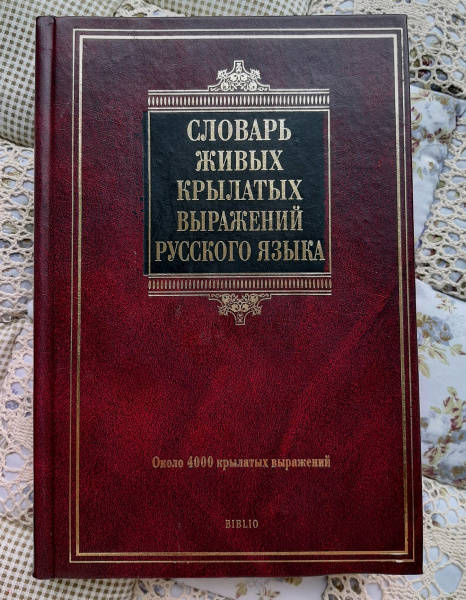 СЛОВАРЬ
ЖИВЫХ
КРЫЛАТЫХ
ВЫРАЖЕНИЙ
РУССКОГО ЯЗЫКА
Около 4000 крылатых выражений
BIBLIO